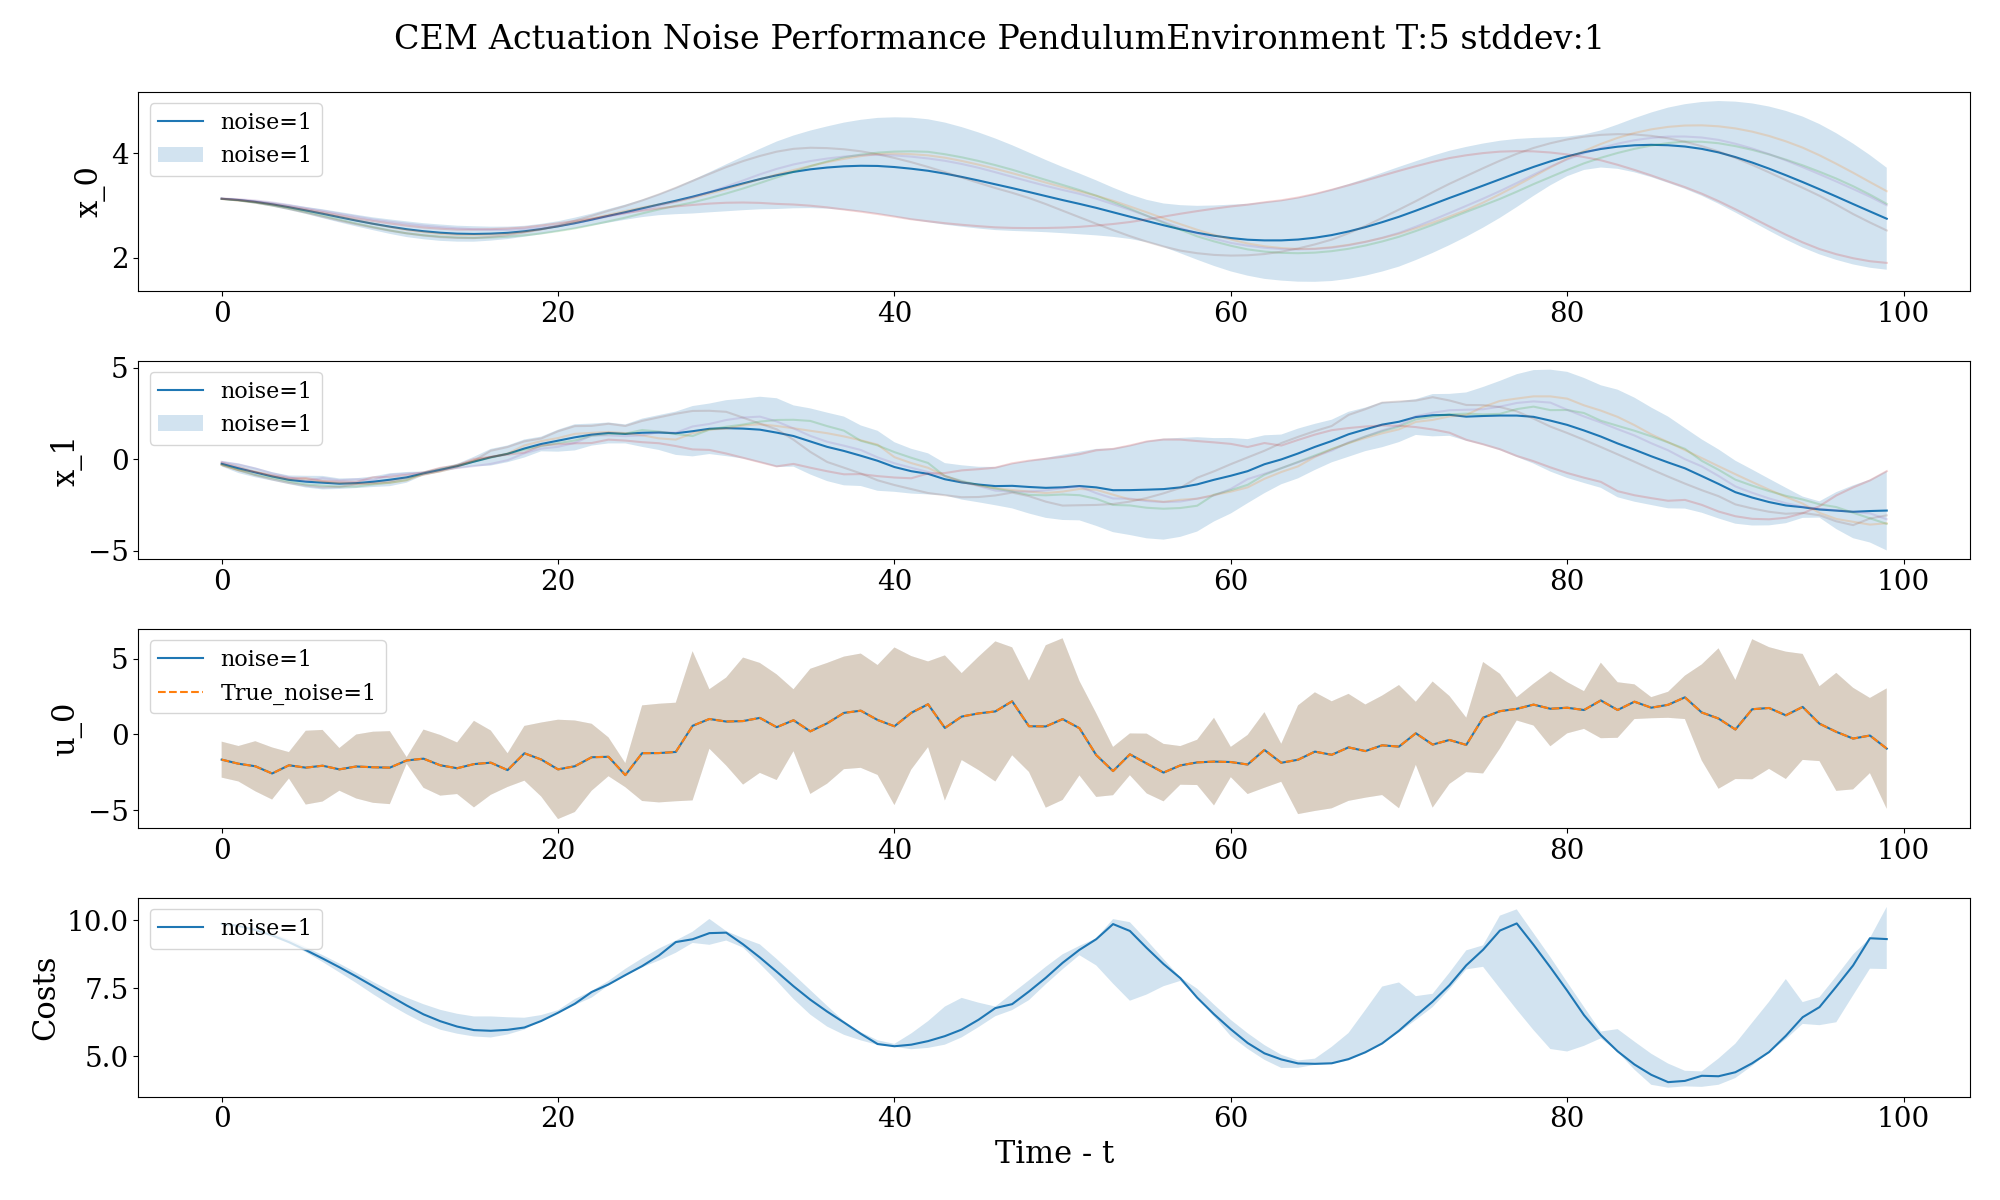 CEM Actuation Noise Performance PendulumEnvironment T:5 stddev:1
x_0
4
2
noise=1
noise=1
0 20 40 60 80 100
x_1
5
0
−5
noise=1
noise=1
0 20 40 60 80 100
u_0
5
0
−5
noise=1
True_noise=1
0 20 40 60 80 100
Costs
10.0
7.5
5.0
noise=1
0 20 40 60 80 100
Time - t